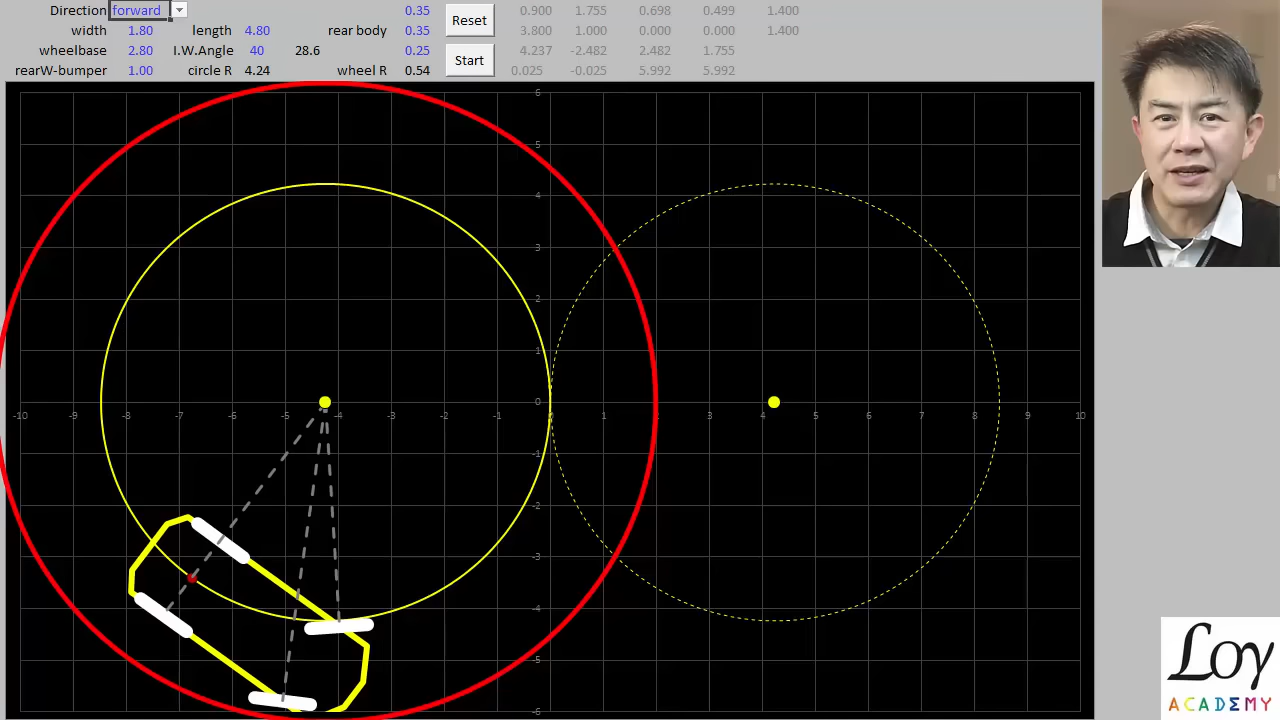 Direction forward 0.35 Reset 0.900 1.755 0.698 0.499 1.400
width 1.80 length 4.80 rear body 0.35 3.800 1.000 0.000 0.000 1.400
wheelbase 2.80 I.W.Angle 40 28.6 0.25 Start 4.237 -2.482 2.482 1.755
rearW-bumper 1.00 circle R 4.24 wheel R 0.54 0.025 -0.025 5.992 5.992
6
5
4
3
2
1
0
-10 -9 -8 -7 -6 -5 -4 -3 -2 -1 1 2 3 4 5 6 7 8 9 10
-1
-2
-3
-4
-5
-6
Loy
ACADEMY